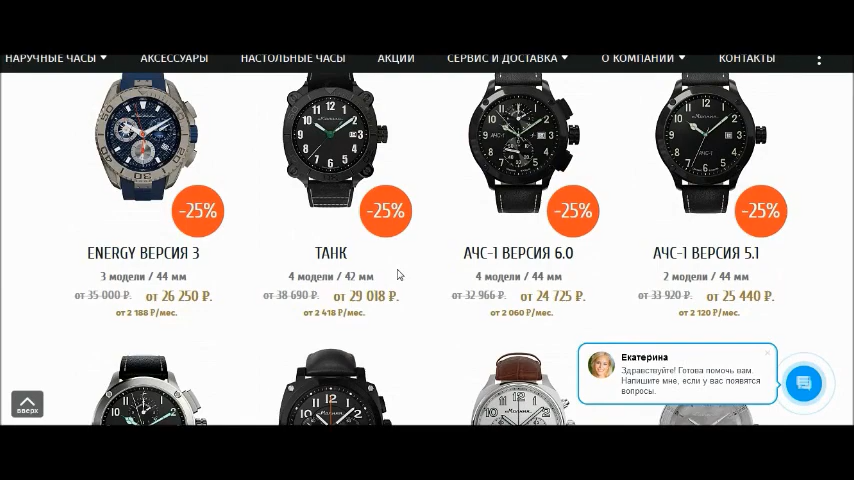 НАРУЧНЫЕ ЧАСЫ АКСЕССУАРЫ НАСТОЛЬНЫЕ ЧАСЫ АКЦИИ СЕРВИС И ДОСТАВКА О КОМПАНИИ КОНТАКТЫ
-25% -25% -25% -25%
ENERGY ВЕРСИЯ 3 ТАНК АЧС-1 ВЕРСИЯ 6.0 АЧС-1 ВЕРСИЯ 5.1
3 модели / 44 мм 4 модели / 42 мм 4 модели / 44 мм 2 модели / 44 мм
от 35 000 Р. от 26 250 Р. от 38 690 Р. от 29 018 Р. от 32 966 Р. от 24 725 Р. от 33 920 Р. от 25 440 Р.
от 2 188 Р/мес. от 2 418 Р/мес. от 2 060 Р/мес. от 2 120 Р/мес.
Екатерина
Здравствуйте! Готова помочь вам.
Напишите мне, если у вас появятся
вопросы.
вверх